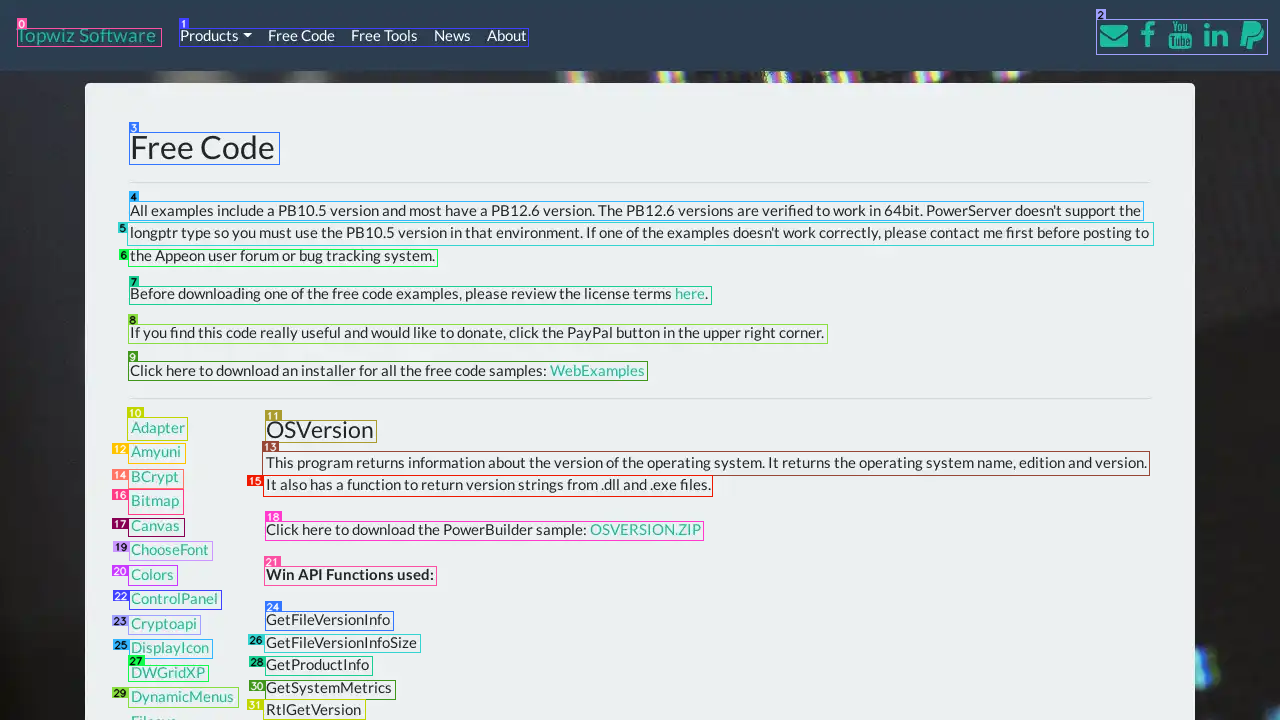 Topwiz Software
Products Free Code Free Tools News About
You Tube
Free Code
All examples include a PB10.5 version and most have a PB12.6 version. The PB12.6 versions are verified to work in 64bit. PowerServer doesn't support the
longptr type so you must use the PB10.5 version in that environment. If one of the examples doesn't work correctly, please contact me first before posting to
the Appeon user forum or bug tracking system.
Before downloading one of the free code examples, please review the license terms here.
If you find this code really useful and would like to donate, click the PayPal button in the upper right corner.
Click here to download an installer for all the free code samples: WebExamples
Adapter
Amyuni
BCrypt
Bitmap
Canvas
ChooseFont
Colors
ControlPanel
Cryptoapi
DisplayIcon
DWGridXP
DynamicMenus
OSVersion
This program returns information about the version of the operating system. It returns the operating system name, edition and version.
It also has a function to return version strings from .dll and .exe files.
Click here to download the PowerBuilder sample: OSVERSION.ZIP
Win API Functions used:
GetFileVersionInfo
GetFileVersionInfoSize
GetProductInfo
GetSystemMetrics
RtlGetVersion